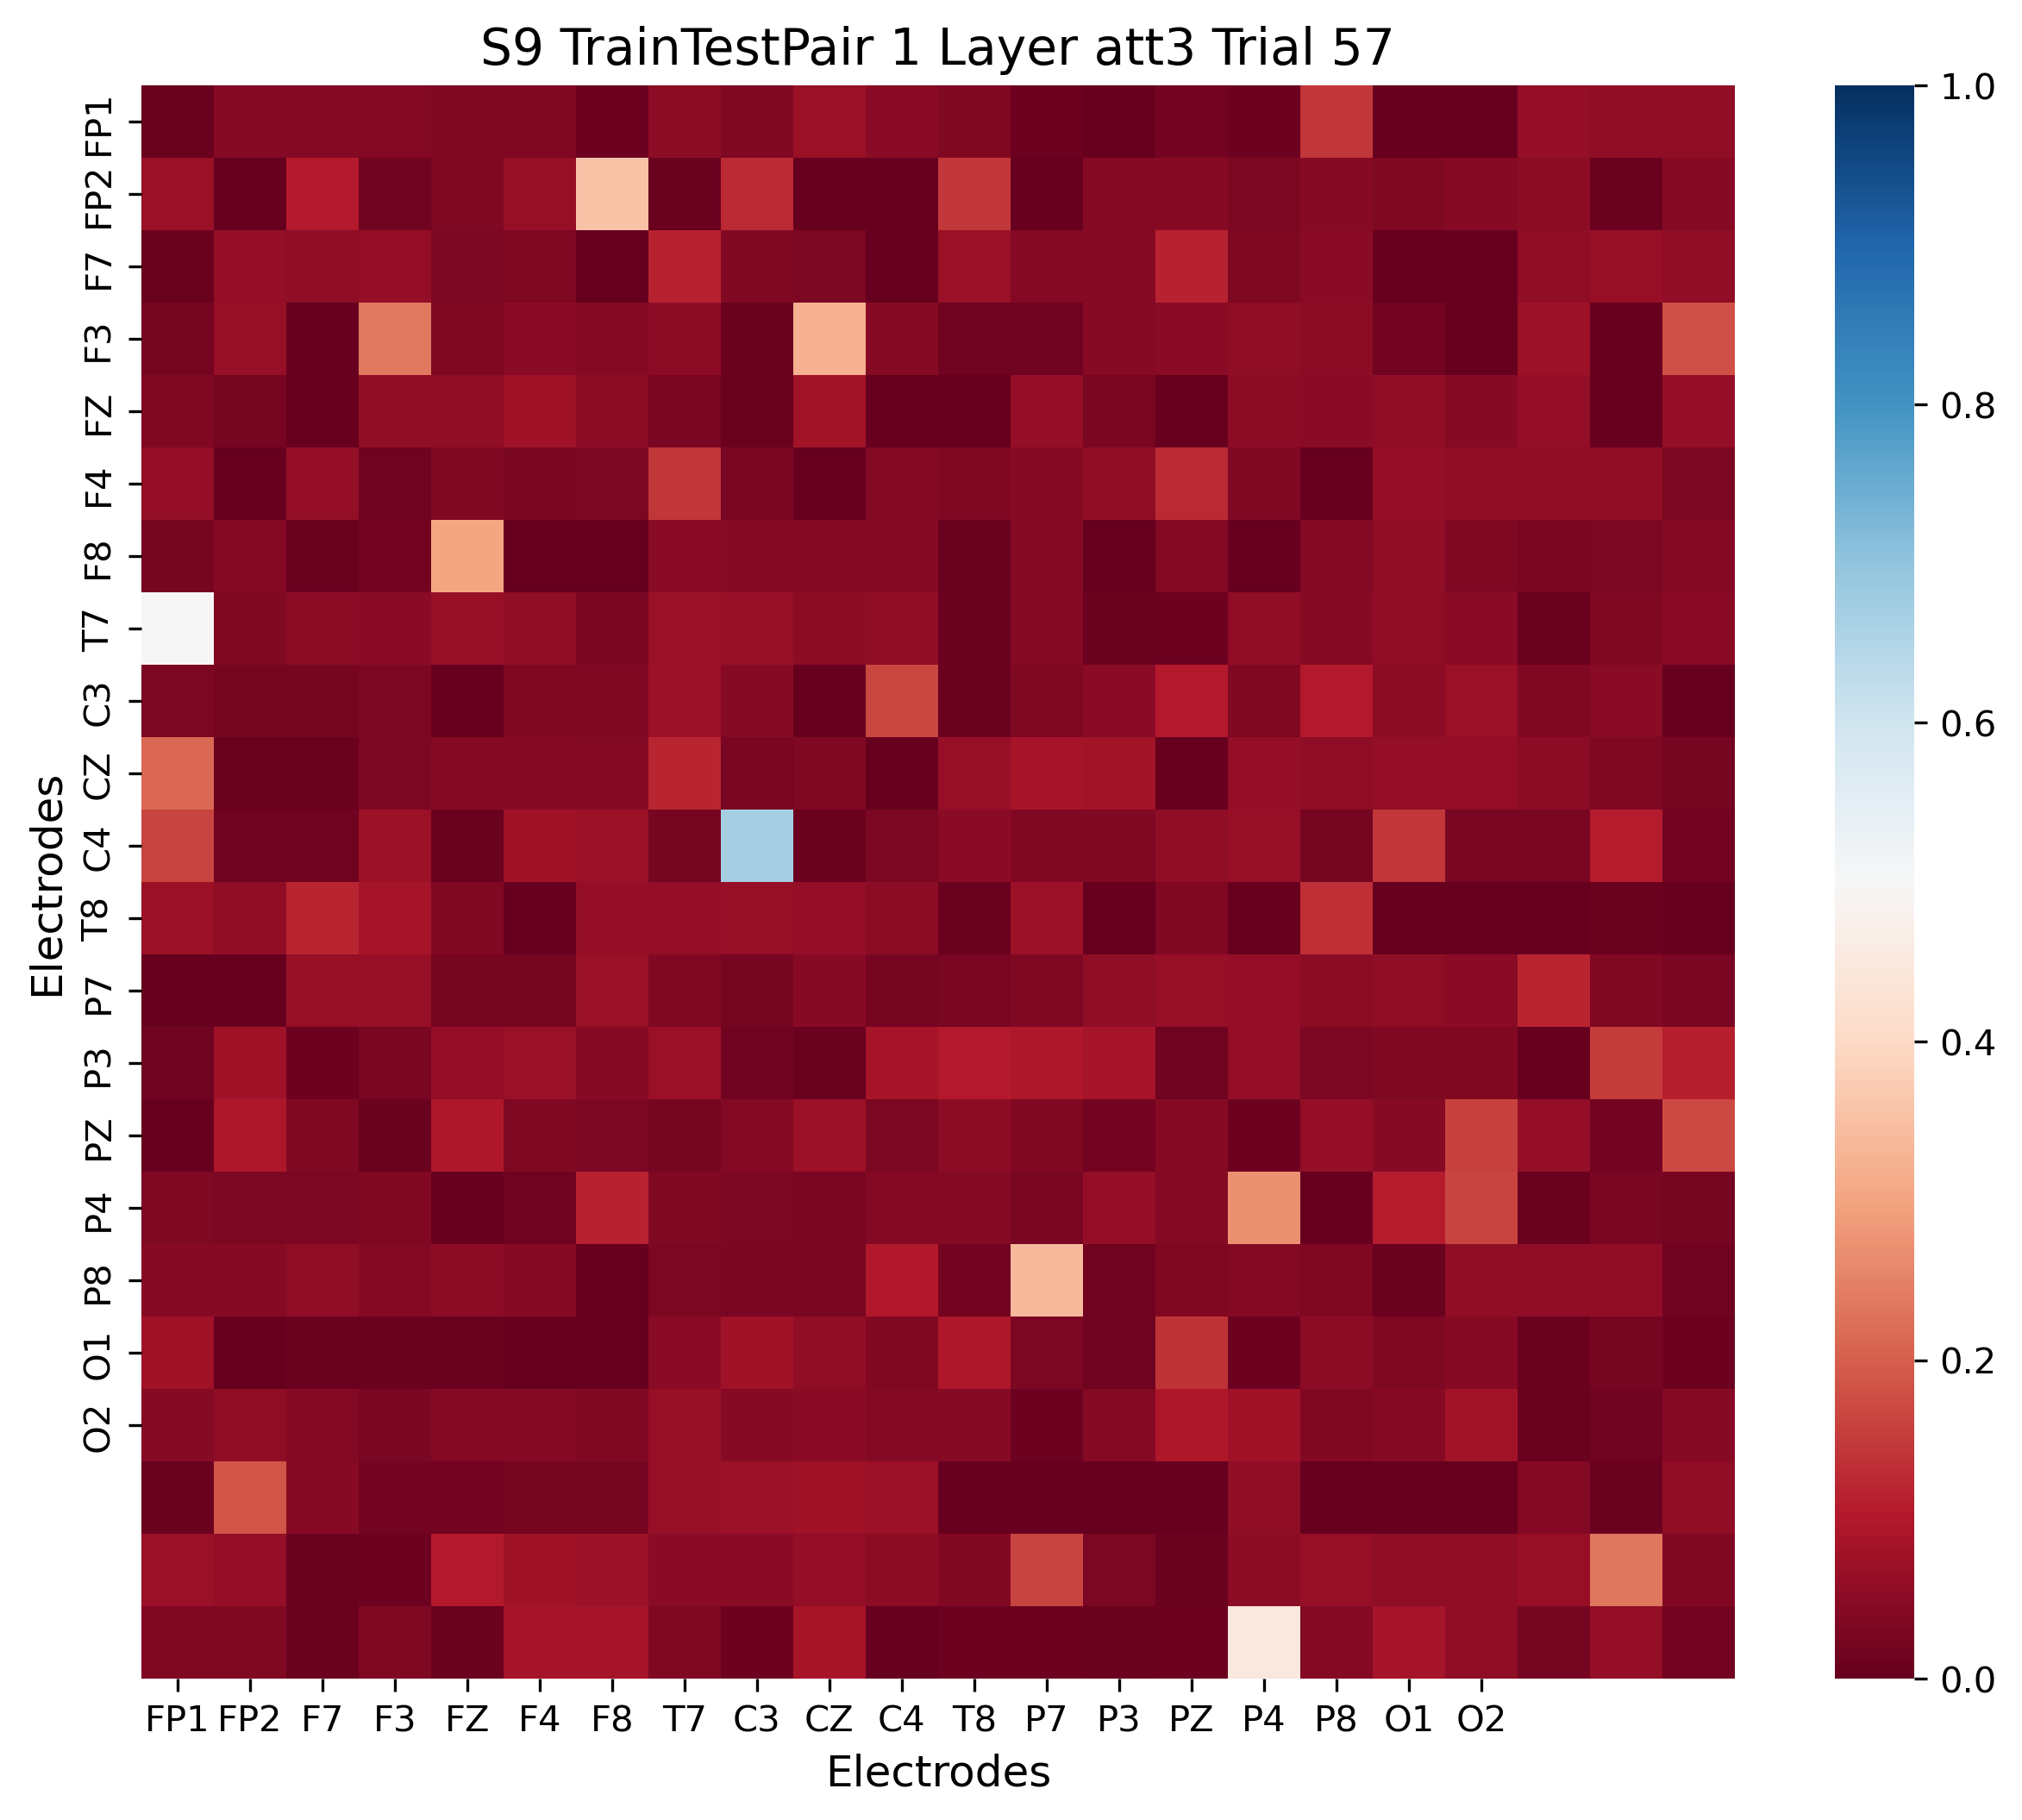 S9 TrainTestPair 1 Layer att3 Trial 57
Electrodes
FP1
FP2
F7
F3
FZ
F4
F8
T7
C3
CZ
C4
T8
P7
P3
PZ
P4
P8
O1
O2
FP1 FP2 F7 F3 FZ F4 F8 T7 C3 CZ C4 T8 P7 P3 PZ P4 P8 O1 O2
Electrodes
1.0
0.8
0.6
0.4
0.2
0.0